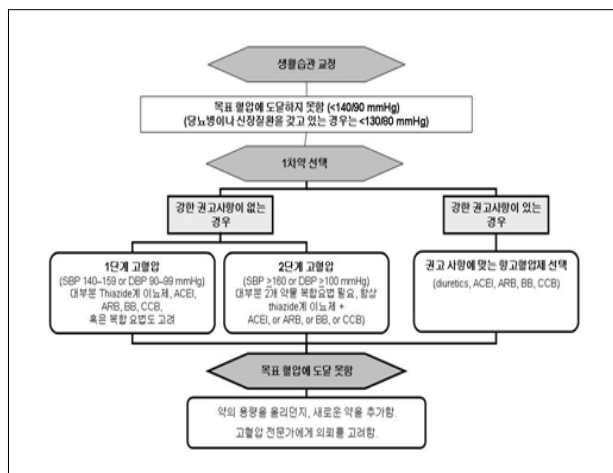 생활습관 교정
목표 혈압에 도달하지 못함 (<140/90 mmHg)
(당뇨병이나 신장질환을 갖고 있는 경우는 <130/80 mmHg)
1차약 선택
강한 권고사항이 없는
경우
강한 권고사항이 있는
경우
1단계 고혈압
(SBP 140–159 or DBP 90–99 mmHg)
대부분 Thiazide계 이뇨제, ACEI,
ARB, BB, CCB,
혹은 복합 요법도 고려
2단계 고혈압
(SBP ≥160 or DBP ≥100 mmHg)
대부분 2개 약물 복합요법 필요, 항상
thiazide계 이뇨제 +
ACEI, or ARB, or BB, or CCB)
권고 사항에 맞는 항고혈압제 선택
(diuretics, ACEI, ARB, BB, CCB)
목표 혈압에 도달 못함
약의 용량을 올리던지, 새로운 약을 추가함.
고혈압 전문가에게 의뢰를 고려함.